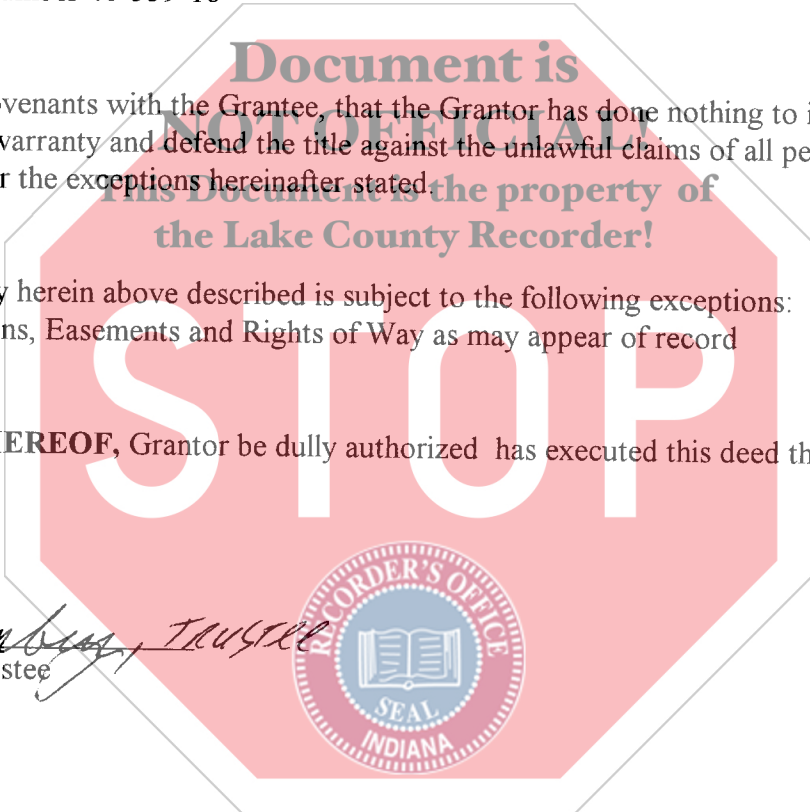 Document is
ovenants with the Grantee, that the Grantor has done nothing to i
NOT OFFICIAL!
warranty and defend the title against the unlawful claims of all pe
r the exceptions hereinafter stated.
This Document is the property of
the Lake County Recorder!
y herein above described is subject to the following exceptions:
ns, Easements and Rights of Way as may appear of record
STOP
EREOF, Grantor be dully authorized has executed this deed th
TRUSTEE
stee
RECORDER'S OFFICE
SEAL
INDIANA